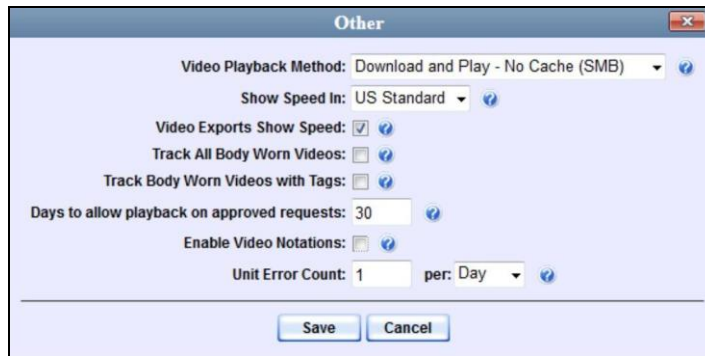 Other
Video Playback Method: Download and Play - No Cache (SMB)
Show Speed In: US Standard
Video Exports Show Speed:
Track All Body Worn Videos:
Track Body Worn Videos with Tags:
Days to allow playback on approved requests: 30
Enable Video Notations:
Unit Error Count: 1 per: Day
Save Cancel